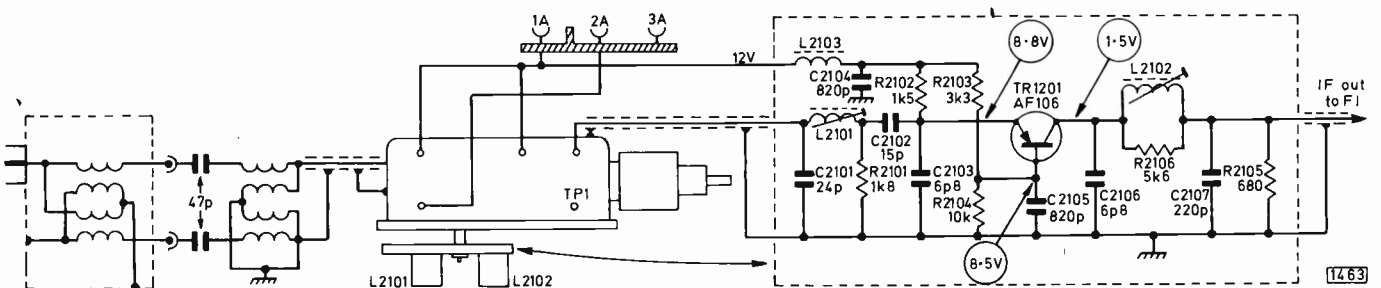 1A
2A
3A
12V
L2103
C2104
820p
R2102
1k5
R2103
3k3
8·8V
1·5V
TR1201
AF106
L2102
IF out
to F1
L2101
C2102
15p
C2101
24p
R2101
1k8
C2103
6p8
R2104
10k
C2105
820p
C2106
6p8
R2106
5k6
C2107
220p
R2105
680
8·5V
47p
TP1
L2101
L2102
1463